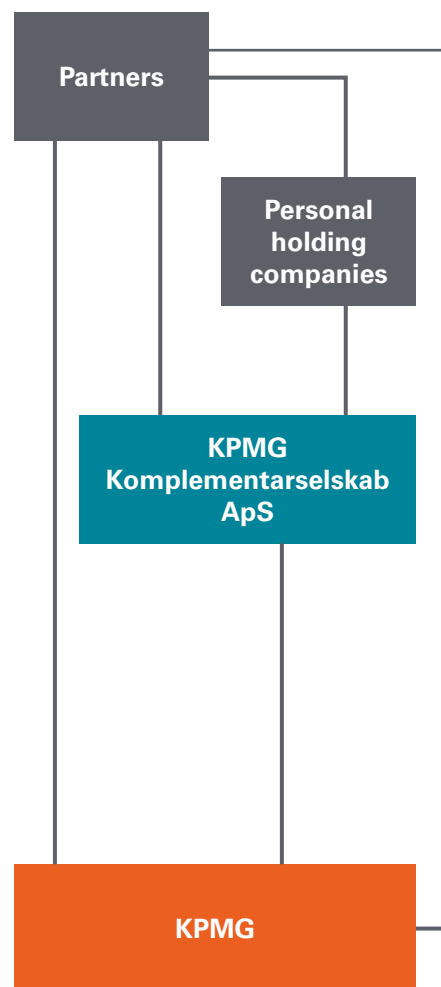 Partners
Personal
holding
companies
KPMG
Komplementarselskab
ApS
KPMG